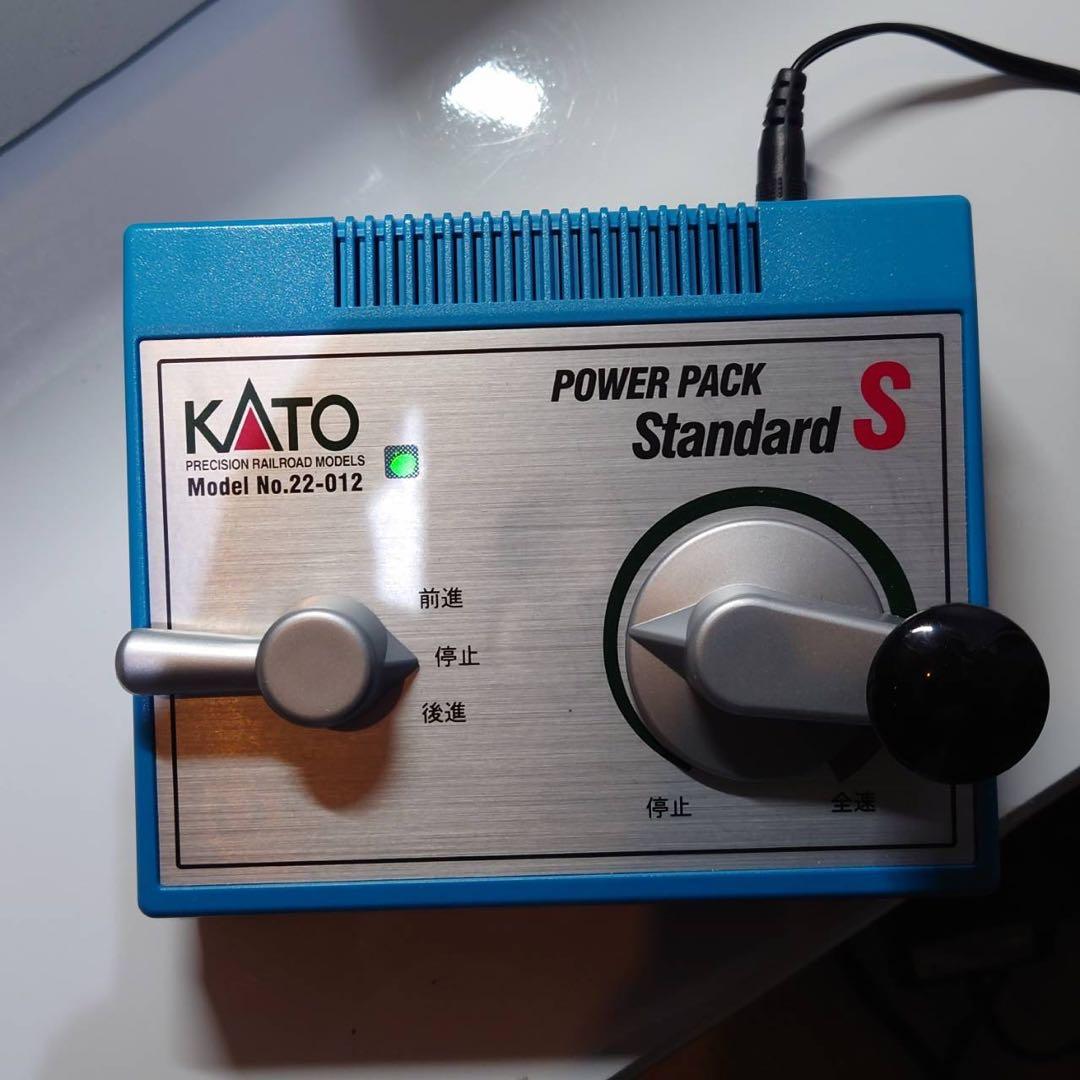 KATO
PRECISION RAILROAD MODELS
Model No.22-012
POWER PACK
Standard S
前進
停止
後進
停止
全速